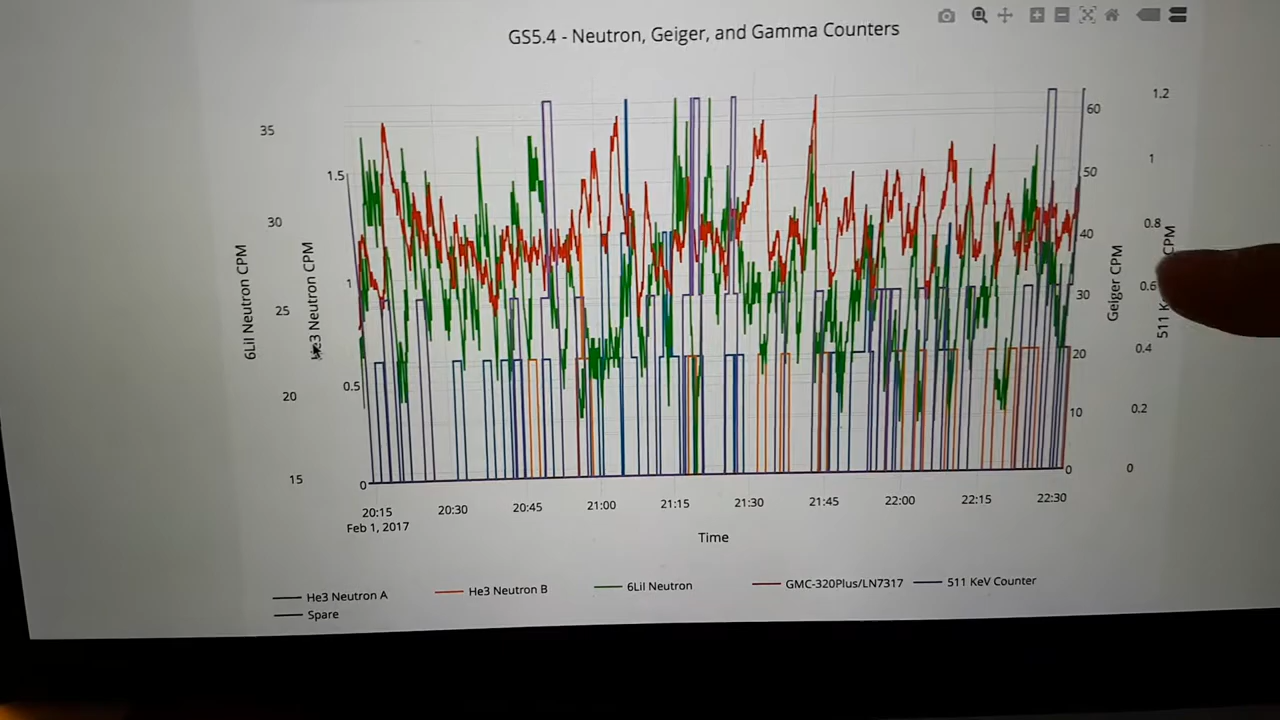 GS5.4 - Neutron, Geiger, and Gamma Counters
35
30
25
20
15
6LiI Neutron CPM
1.5
1
0.5
0
He3 Neutron CPM
60
50
40
30
20
10
0
Geiger CPM
1.2
1
0.8
0.6
0.4
0.2
0
511 K CPM
20:15 20:30 20:45 21:00 21:15 21:30 21:45 22:00 22:15 22:30
Feb 1, 2017
Time
He3 Neutron A He3 Neutron B 6LiI Neutron GMC-320Plus/LN7317 511 KeV Counter
Spare